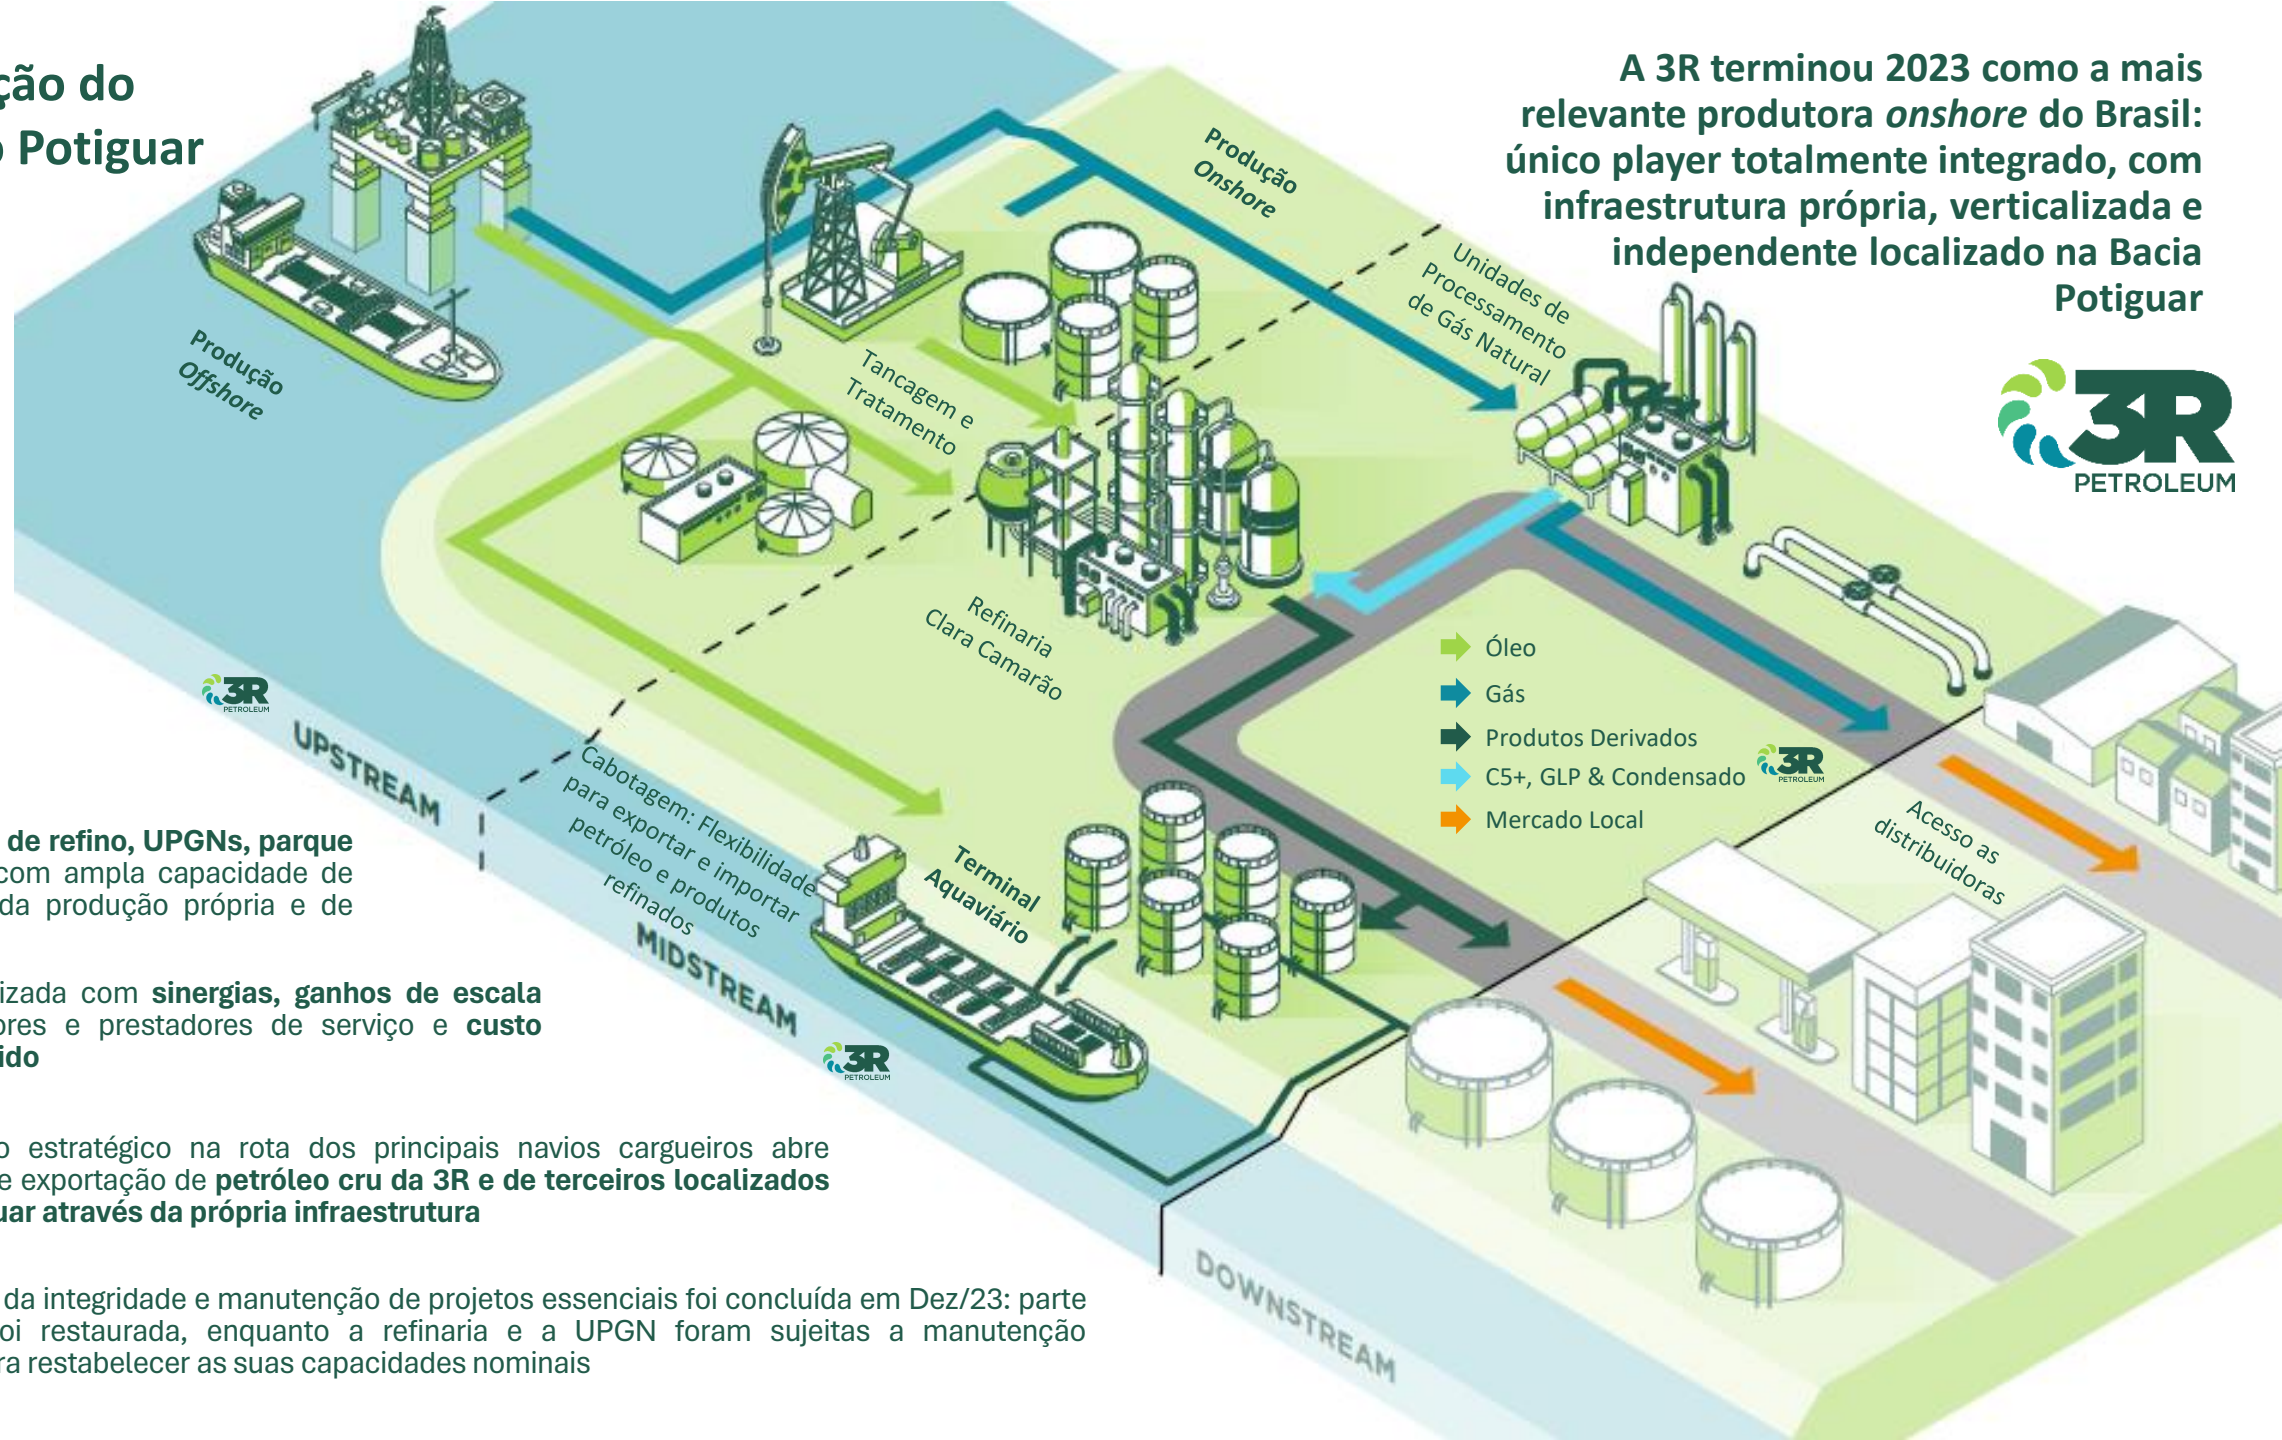 ção do
o Potiguar
A 3R terminou 2023 como a mais
relevante produtora onshore do Brasil:
único player totalmente integrado, com
infraestrutura própria, verticalizada e
independente localizado na Bacia
Potiguar
3R
PETROLEUM
Produção
Onshore
Unidades de
Processamento
de Gás Natural
Produção
Offshore
Tancagem e
Tratamento
Refinaria
Clara Camarão
Óleo
Gás
Produtos Derivados
C5+, GLP & Condensado
Mercado Local
3R
PETROLEUM
3R
PETROLEUM
UPSTREAM
Cabotagem: Flexibilidade
para exportar e importar
petróleo e produtos
refinados
Terminal
Aquaviário
Acesso as
distribuidoras
MIDSTREAM
3R
PETROLEUM
DOWNSTREAM
de refino, UPGNs, parque
com ampla capacidade de
da produção própria e de
izada com sinergias, ganhos de escala
ores e prestadores de serviço e custo
ido
o estratégico na rota dos principais navios cargueiros abre
e exportação de petróleo cru da 3R e de terceiros localizados
uar através da própria infraestrutura
da integridade e manutenção de projetos essenciais foi concluída em Dez/23: parte
oi restaurada, enquanto a refinaria e a UPGN foram sujeitas a manutenção
ra restabelecer as suas capacidades nominais